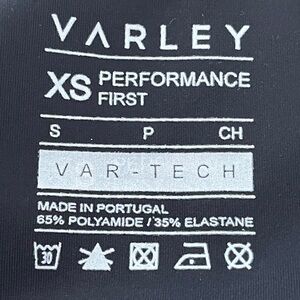 VARLEY
XS PERFORMANCE
FIRST
S P CH
VAR-TECH
MADE IN PORTUGAL
65% POLYAMIDE / 35% ELASTANE
30